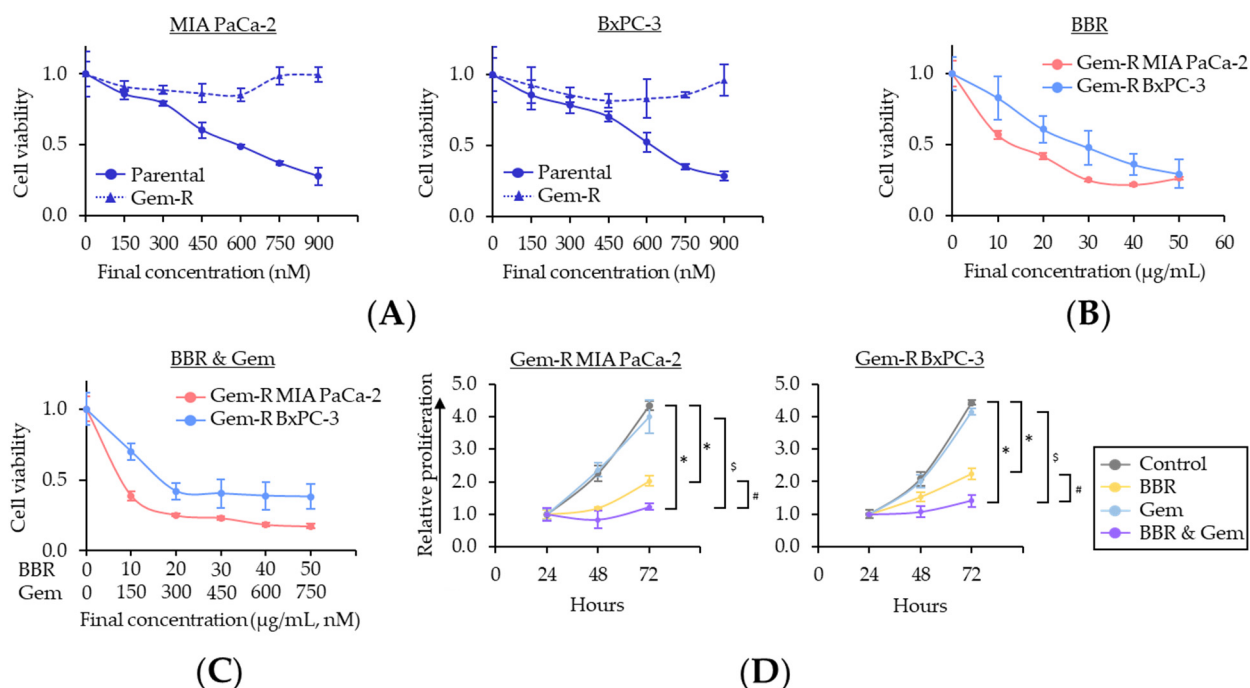 MIA PaCa-2
Cell viability
1.0
0.5
0.0
Parental
Gem-R
0 150 300 450 600 750 900
Final concentration (nM)
BxPC-3
Cell viability
1.0
0.5
0.0
Parental
Gem-R
0 150 300 450 600 750 900
Final concentration (nM)
(A)
BBR
Cell viability
1.0
0.5
0.0
Gem-R MIA PaCa-2
Gem-R BxPC-3
0 10 20 30 40 50 60
Final concentration (μg/mL)
(B)
BBR & Gem
Cell viability
1.0
0.5
0.0
Gem-R MIA PaCa-2
Gem-R BxPC-3
BBR 0 10 20 30 40 50
Gem 0 150 300 450 600 750
Final concentration (μg/mL, nM)
(C)
Gem-R MIA PaCa-2
Relative proliferation
5.0
4.0
3.0
2.0
1.0
0.0
* * $ #
0 24 48 72
Hours
Gem-R BxPC-3
5.0
4.0
3.0
2.0
1.0
0.0
* * $ #
0 24 48 72
Hours
Control
BBR
Gem
BBR & Gem
(D)